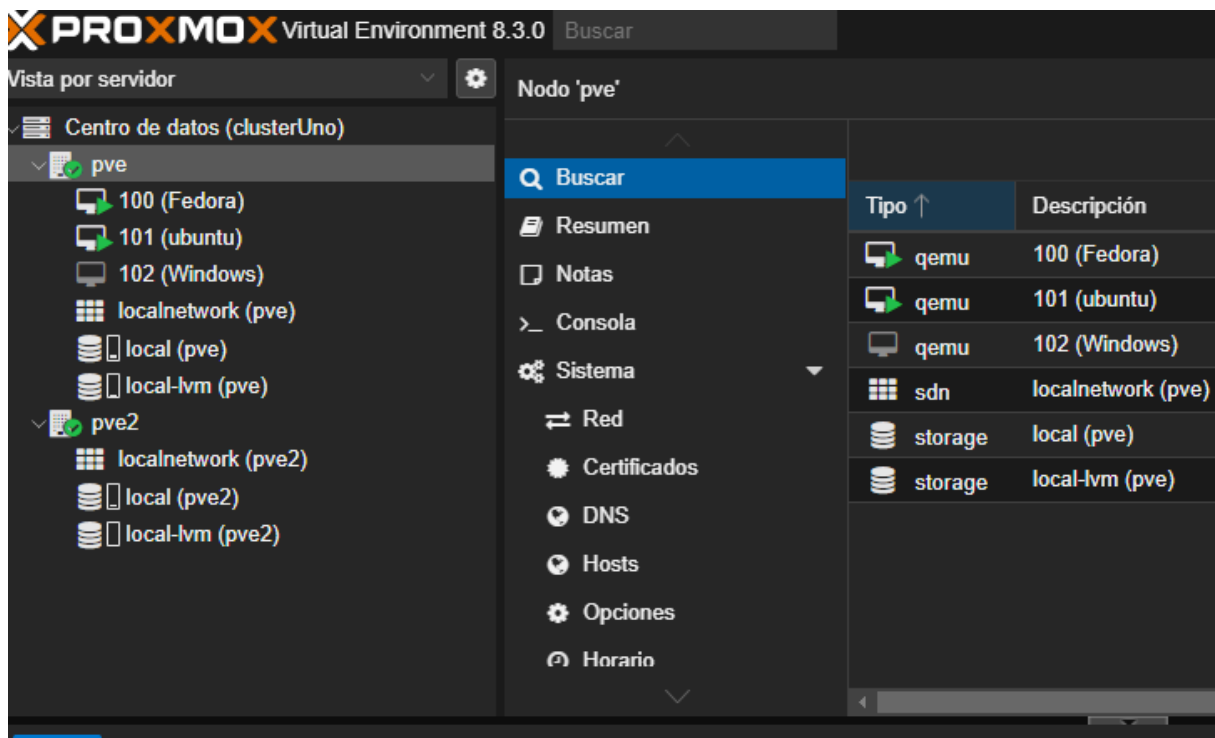 PROXMOX Virtual Environment 8.3.0 Buscar
Vista por servidor
Centro de datos (clusterUno)
pve
100 (Fedora)
101 (ubuntu)
102 (Windows)
localnetwork (pve)
local (pve)
local-lvm (pve)
pve2
localnetwork (pve2)
local (pve2)
local-lvm (pve2)
Nodo 'pve'
Buscar
Resumen
Notas
>_ Consola
Sistema
Red
Certificados
DNS
Hosts
Opciones
Horario
Tipo ↑ Descripción
qemu 100 (Fedora)
qemu 101 (ubuntu)
qemu 102 (Windows)
sdn localnetwork (pve)
storage local (pve)
storage local-lvm (pve)